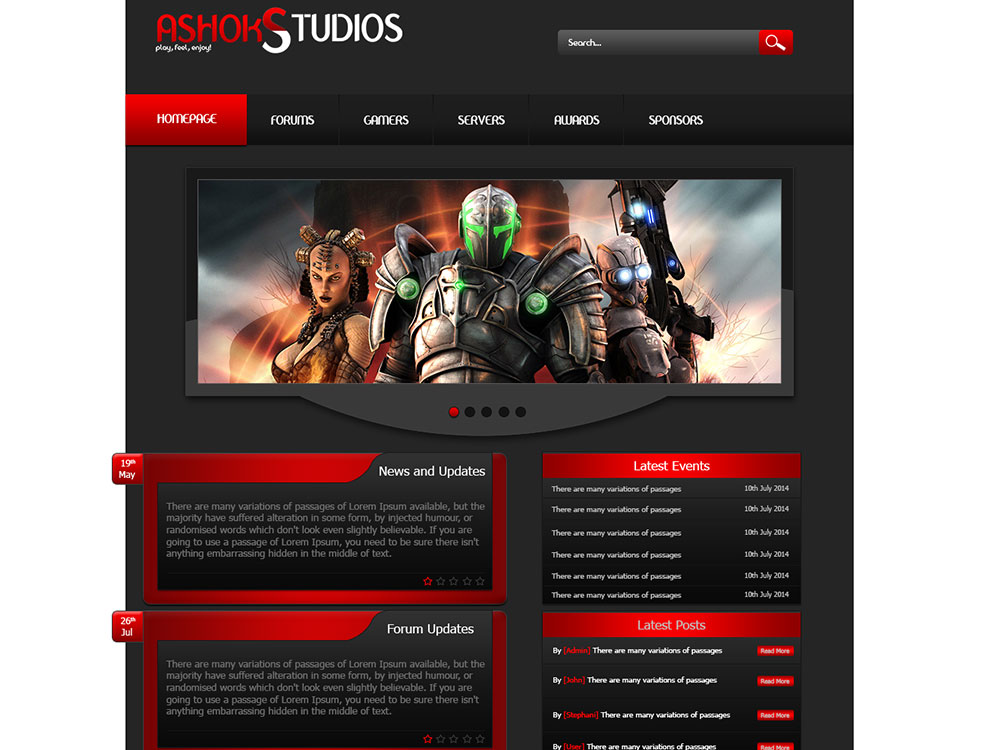 ASHOKSTUDIOS
play, feel, enjoy!
Search...
HOMEPAGE FORUMS GAMERS SERVERS AWARDS SPONSORS
19th
May
News and Updates
There are many variations of passages of Lorem Ipsum available, but the
majority have suffered alteration in some form, by injected humour, or
randomised words which don't look even slightly believable. If you are
going to use a passage of Lorem Ipsum, you need to be sure there isn't
anything embarrassing hidden in the middle of text.
26th
Jul
Forum Updates
There are many variations of passages of Lorem Ipsum available, but the
majority have suffered alteration in some form, by injected humour, or
randomised words which don't look even slightly believable. If you are
going to use a passage of Lorem Ipsum, you need to be sure there isn't
anything embarrassing hidden in the middle of text.
Latest Events
There are many variations of passages 10th July 2014
There are many variations of passages 10th July 2014
There are many variations of passages 10th July 2014
There are many variations of passages 10th July 2014
There are many variations of passages 10th July 2014
There are many variations of passages 10th July 2014
Latest Posts
By [Admin] There are many variations of passages Read More
By [John] There are many variations of passages Read More
By [Stephani] There are many variations of passages Read More
By [User] There are many variations of passages Read More